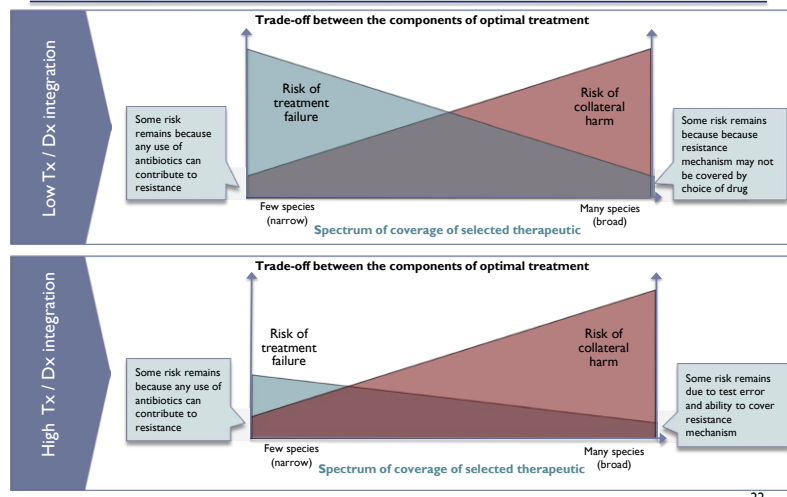 Trade-off between the components of optimal treatment
Low Tx / Dx integration
Some risk
remains because
any use of
antibiotics can
contribute to
resistance
Risk of
treatment
failure
Risk of
collateral
harm
Some risk
remains
because because
resistance
mechanism may not
be covered by
choice of drug
Few species
(narrow)
Many species
(broad)
Spectrum of coverage of selected therapeutic
Trade-off between the components of optimal treatment
High Tx / Dx integration
Some risk remains
because any use of
antibiotics can
contribute to
resistance
Risk of
treatment
failure
Risk of
collateral
harm
Some risk remains
due to test error
and ability to cover
resistance
mechanism
Few species
(narrow)
Many species
(broad)
Spectrum of coverage of selected therapeutic